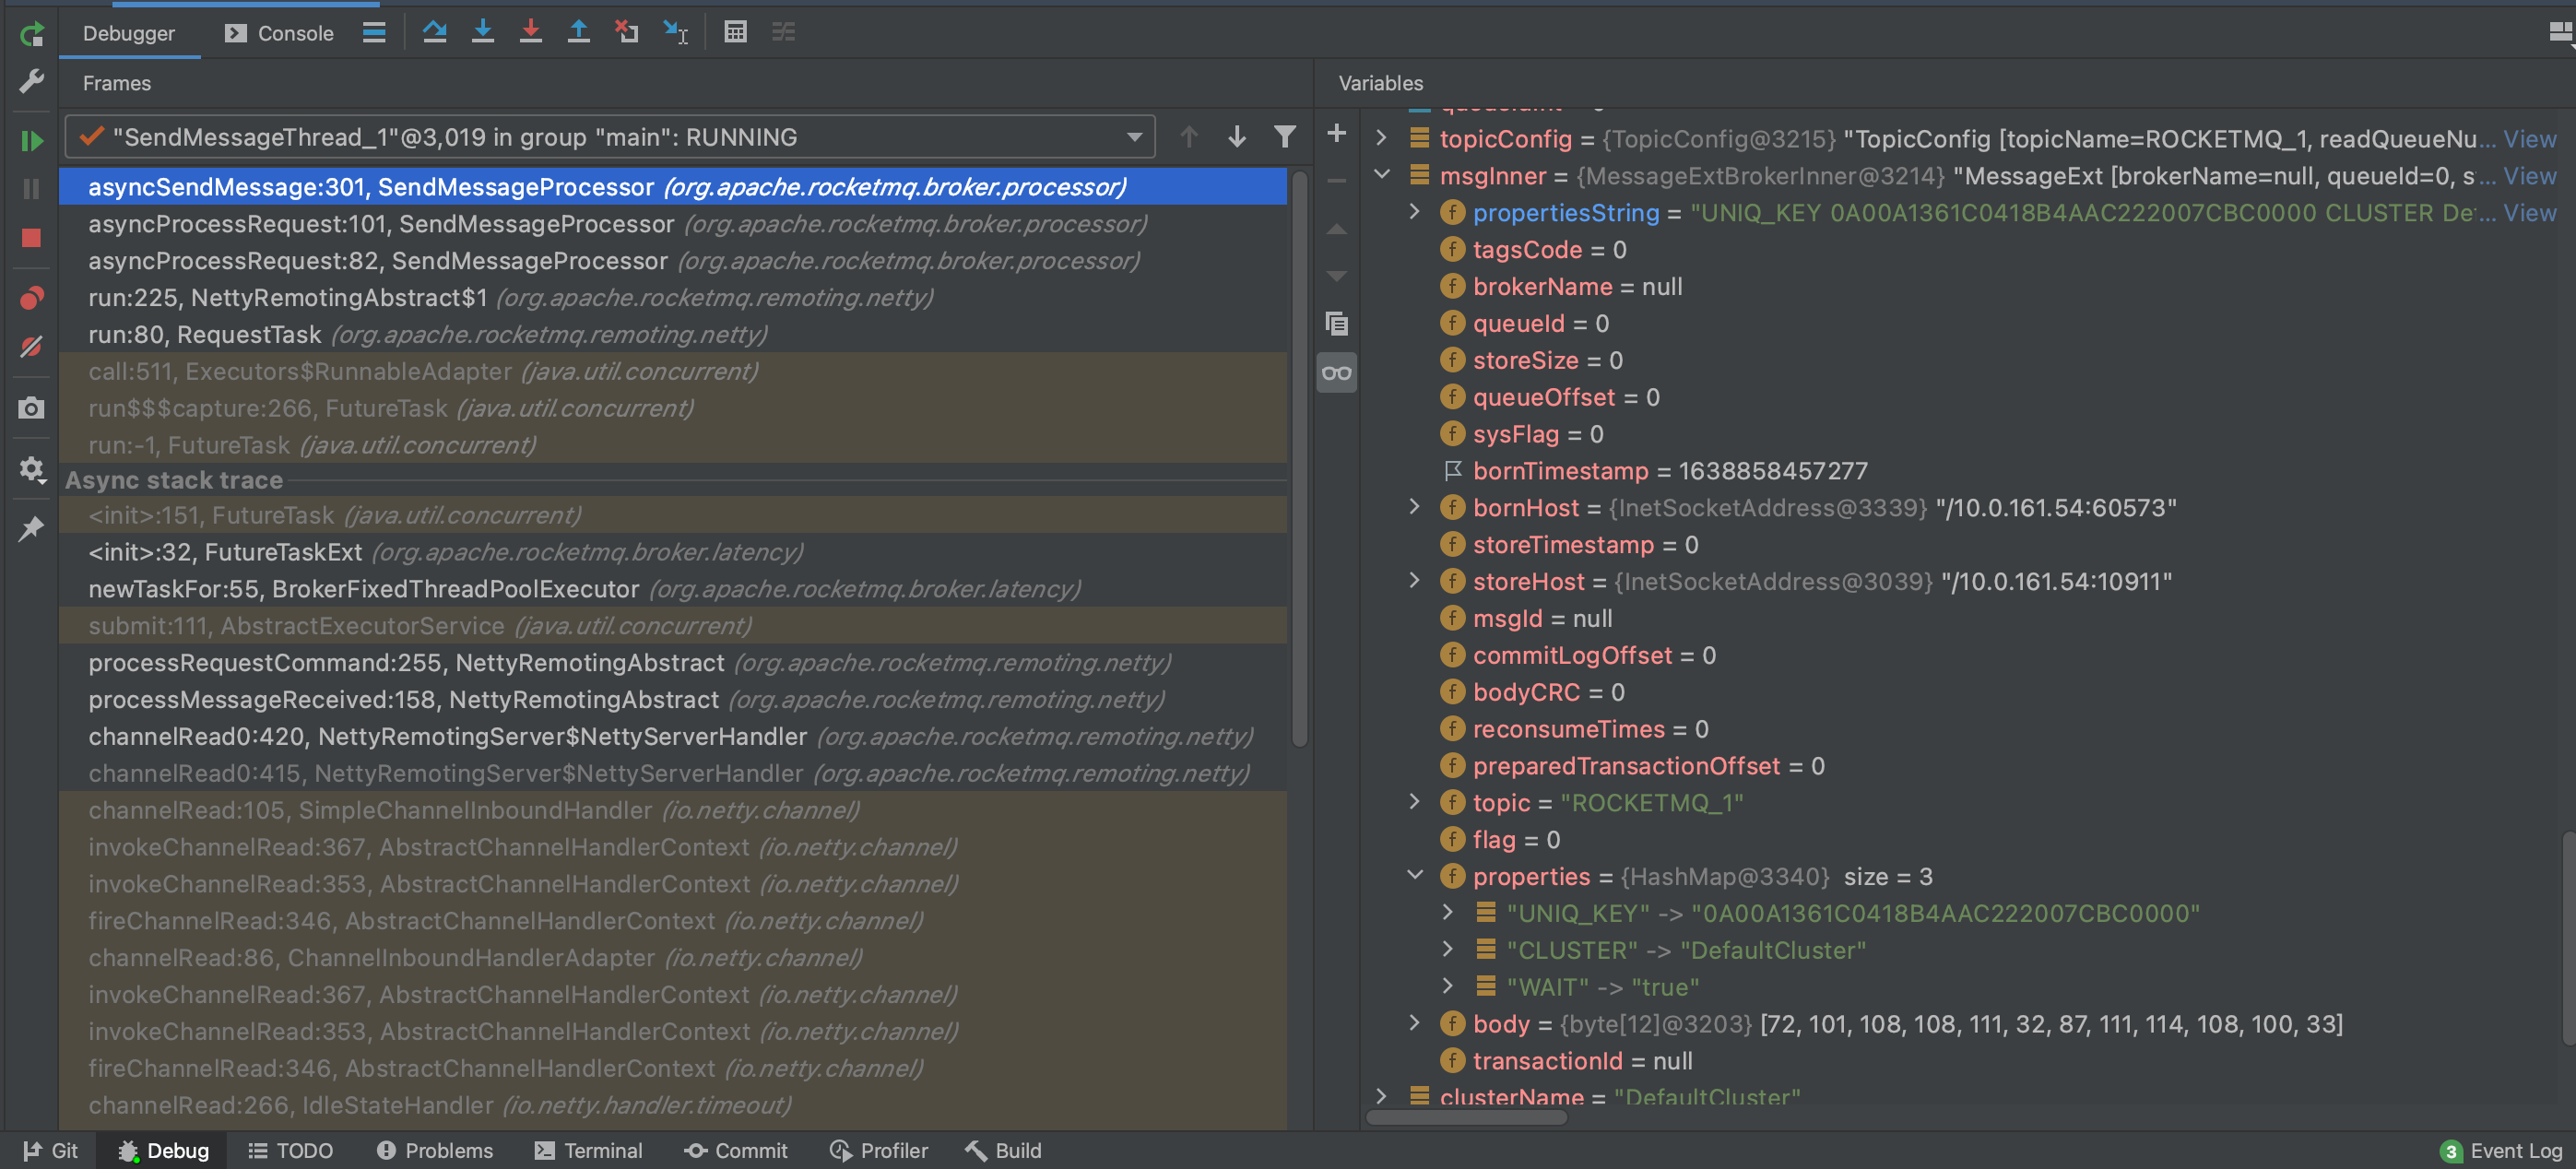 Debugger
Console
Frames
Variables
"SendMessageThread_1"@3,019 in group "main": RUNNING
asyncSendMessage:301, SendMessageProcessor (org.apache.rocketmq.broker.processor)
asyncProcessRequest:101, SendMessageProcessor (org.apache.rocketmq.broker.processor)
asyncProcessRequest:82, SendMessageProcessor (org.apache.rocketmq.broker.processor)
run:225, NettyRemotingAbstract$1 (org.apache.rocketmq.remoting.netty)
run:80, RequestTask (org.apache.rocketmq.remoting.netty)
call:511, Executors$RunnableAdapter (java.util.concurrent)
run$$$capture:266, FutureTask (java.util.concurrent)
run:-1, FutureTask (java.util.concurrent)
Async stack trace
<init>:151, FutureTask (java.util.concurrent)
<init>:32, FutureTaskExt (org.apache.rocketmq.broker.latency)
newTaskFor:55, BrokerFixedThreadPoolExecutor (org.apache.rocketmq.broker.latency)
submit:111, AbstractExecutorService (java.util.concurrent)
processRequestCommand:255, NettyRemotingAbstract (org.apache.rocketmq.remoting.netty)
processMessageReceived:158, NettyRemotingAbstract (org.apache.rocketmq.remoting.netty)
channelRead0:420, NettyRemotingServer$NettyServerHandler (org.apache.rocketmq.remoting.netty)
channelRead0:415, NettyRemotingServer$NettyServerHandler (org.apache.rocketmq.remoting.netty)
channelRead:105, SimpleChannelInboundHandler (io.netty.channel)
invokeChannelRead:367, AbstractChannelHandlerContext (io.netty.channel)
invokeChannelRead:353, AbstractChannelHandlerContext (io.netty.channel)
fireChannelRead:346, AbstractChannelHandlerContext (io.netty.channel)
channelRead:86, ChannelInboundHandlerAdapter (io.netty.channel)
invokeChannelRead:367, AbstractChannelHandlerContext (io.netty.channel)
invokeChannelRead:353, AbstractChannelHandlerContext (io.netty.channel)
fireChannelRead:346, AbstractChannelHandlerContext (io.netty.channel)
channelRead:266, IdleStateHandler (io.netty.handler.timeout)
topicConfig = {TopicConfig@3215} "TopicConfig [topicName=ROCKETMQ_1, readQueueNu... View
msgInner = {MessageExtBrokerInner@3214} "MessageExt [brokerName=null, queueId=0, s... View
propertiesString = "UNIQ_KEY 0A00A1361C0418B4AAC222007CBC0000 CLUSTER De... View
tagsCode = 0
brokerName = null
queueId = 0
storeSize = 0
queueOffset = 0
sysFlag = 0
bornTimestamp = 1638858457277
bornHost = {InetSocketAddress@3339} "/10.0.161.54:60573"
storeTimestamp = 0
storeHost = {InetSocketAddress@3039} "/10.0.161.54:10911"
msgId = null
commitLogOffset = 0
bodyCRC = 0
reconsumeTimes = 0
preparedTransactionOffset = 0
topic = "ROCKETMQ_1"
flag = 0
properties = {HashMap@3340} size = 3
"UNIQ_KEY" -> "0A00A1361C0418B4AAC222007CBC0000"
"CLUSTER" -> "DefaultCluster"
"WAIT" -> "true"
body = {byte[12]@3203} [72, 101, 108, 108, 111, 32, 87, 111, 114, 108, 100, 33]
transactionId = null
clusterName = "DefaultCluster"
Git
Debug
TODO
Problems
Terminal
Commit
Profiler
Build
3 Event Log